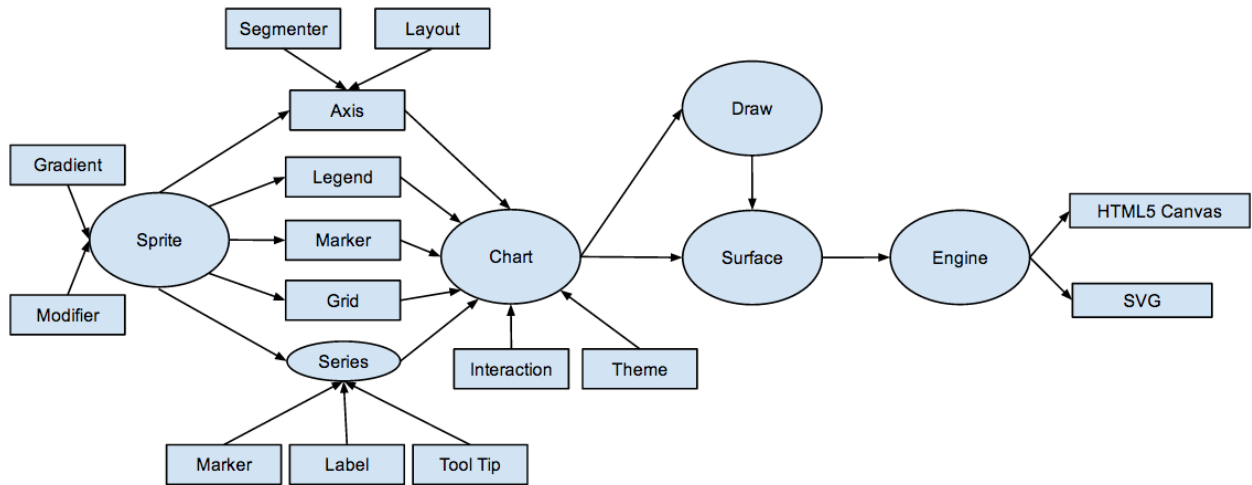 Segmenter
Layout
Axis
Draw
Gradient
Legend
HTML5 Canvas
Sprite
Marker
Chart
Surface
Engine
Modifier
Grid
SVG
Series
Interaction
Theme
Marker
Label
Tool Tip